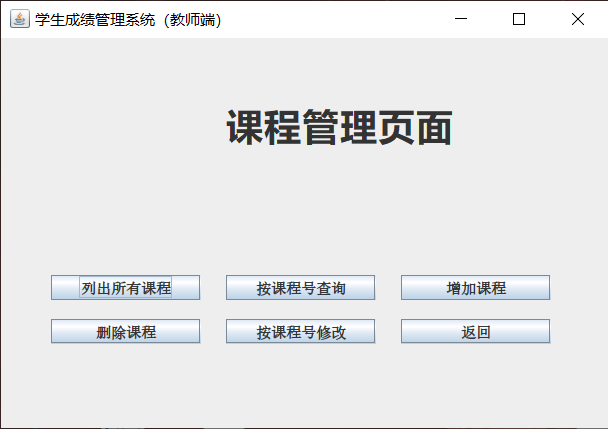 学生成绩管理系统（教师端）
课程管理页面
列出所有课程 按课程号查询 增加课程
删除课程 按课程号修改 返回